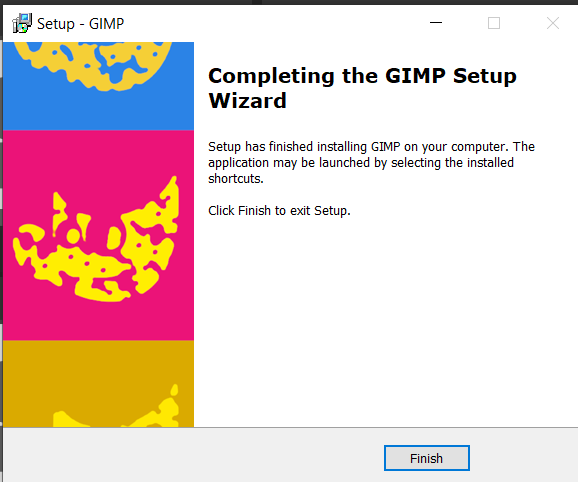 Setup - GIMP
Completing the GIMP Setup
Wizard
Setup has finished installing GIMP on your computer. The
application may be launched by selecting the installed
shortcuts.
Click Finish to exit Setup.
Finish